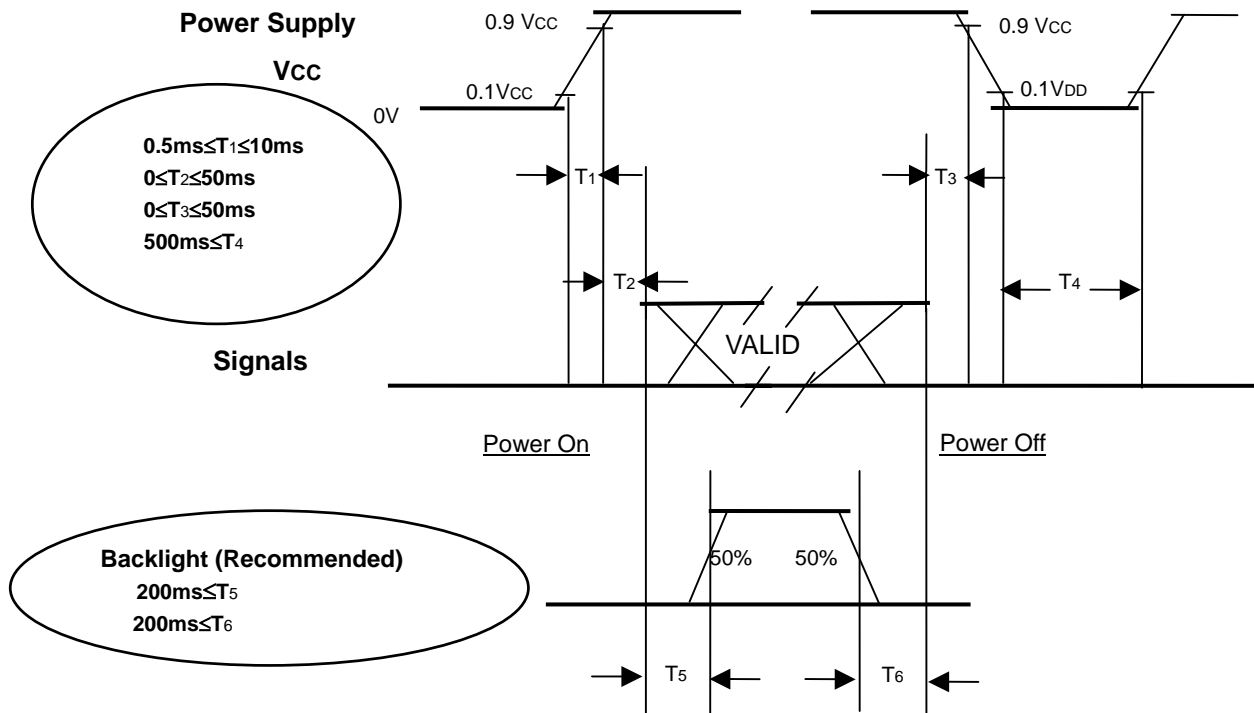 Power Supply
VCC
0.9 VCC
0.1VCC
0V
0.9 VCC
0.1VDD
0.5ms≤T1≤10ms
0≤T2≤50ms
0≤T3≤50ms
500ms≤T4
T1
T3
T2
T4
VALID
Signals
Power On
Power Off
Backlight (Recommended)
200ms≤T5
200ms≤T6
50%
50%
T5
T6